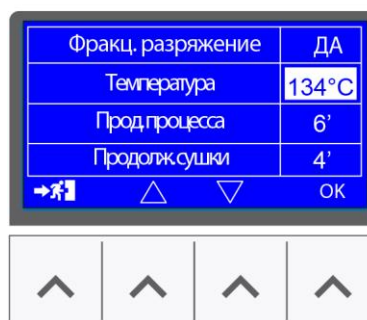 Фракц. разряжение ДА
Температура 134°C
Прод.процесса 6’
Продолж.сушки 4’
OK